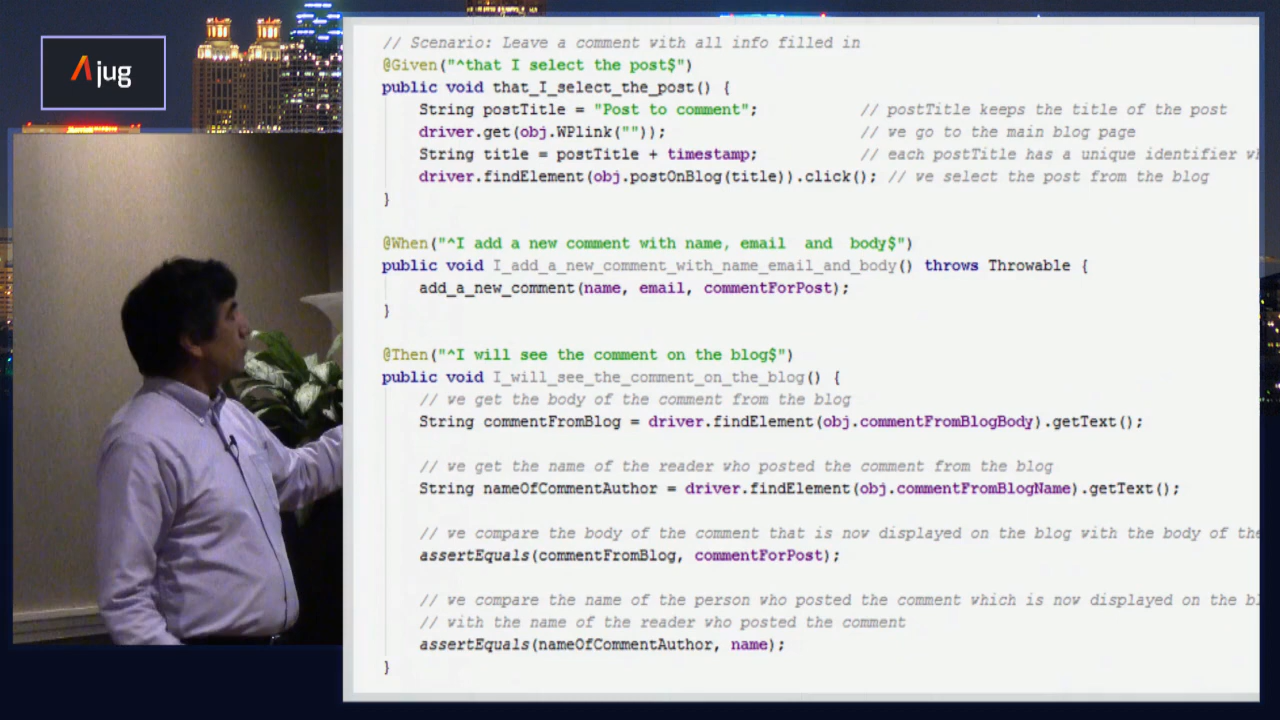 ajug
// Scenario: Leave a comment with all info filled in
@Given("^that I select the post$")
public void that_I_select_the_post() {
String postTitle = "Post to comment"; // postTitle keeps the title of the post
driver.get(obj.WPlink("")); // we go to the main blog page
String title = postTitle + timestamp; // each postTitle has a unique identifier
driver.findElement(obj.postOnBlog(title)).click(); // we select the post from the blog
}
@When("^I add a new comment with name, email  and  body$")
public void I_add_a_new_comment_with_name_email_and_body() throws Throwable {
add_a_new_comment(name, email, commentForPost);
}
@Then("^I will see the comment on the blog$")
public void I_will_see_the_comment_on_the_blog() {
// we get the body of the comment from the blog
String commentFromBlog = driver.findElement(obj.commentFromBlogBody).getText();
// we get the name of the reader who posted the comment from the blog
String nameOfCommentAuthor = driver.findElement(obj.commentFromBlogName).getText();
// we compare the body of the comment that is now displayed on the blog with the body of the
assertEquals(commentFromBlog, commentForPost);
// we compare the name of the person who posted the comment which is now displayed on the
// with the name of the reader who posted the comment
assertEquals(nameOfCommentAuthor, name);
}